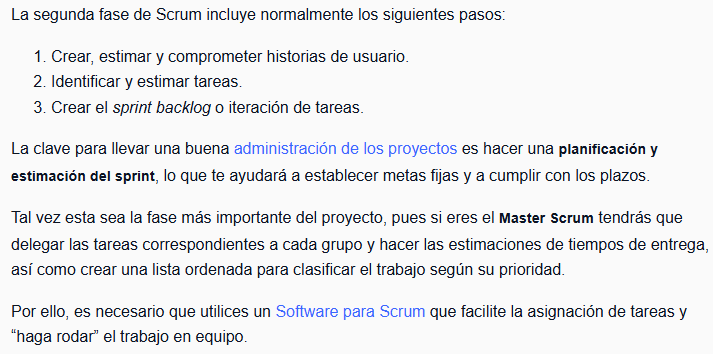 La segunda fase de Scrum incluye normalmente los siguientes pasos:
1. Crear, estimar y comprometer historias de usuario.
2. Identificar y estimar tareas.
3. Crear el sprint backlog o iteración de tareas.
La clave para llevar una buena administración de los proyectos es hacer una planificación y
estimación del sprint, lo que te ayudará a establecer metas fijas y a cumplir con los plazos.
Tal vez esta sea la fase más importante del proyecto, pues si eres el Master Scrum tendrás que
delegar las tareas correspondientes a cada grupo y hacer las estimaciones de tiempos de entrega,
así como crear una lista ordenada para clasificar el trabajo según su prioridad.
Por ello, es necesario que utilices un Software para Scrum que facilite la asignación de tareas y
“haga rodar” el trabajo en equipo.